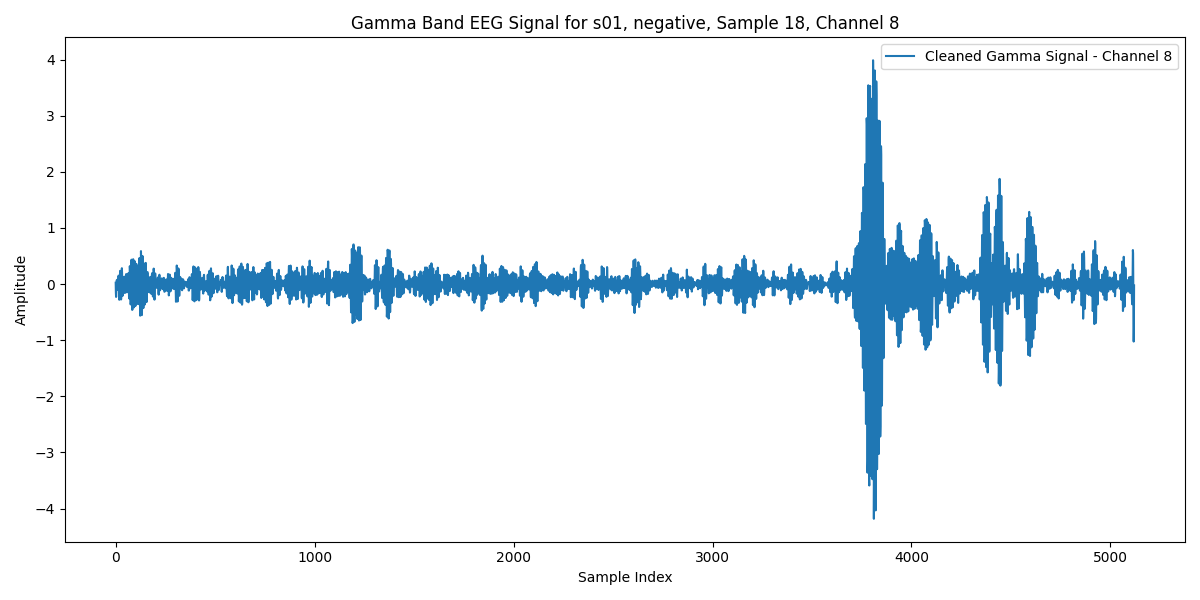 Gamma Band EEG Signal for s01, negative, Sample 18, Channel 8
Cleaned Gamma Signal - Channel 8
4
3
2
1
0
−1
−2
−3
−4
Amplitude
0 1000 2000 3000 4000 5000
Sample Index